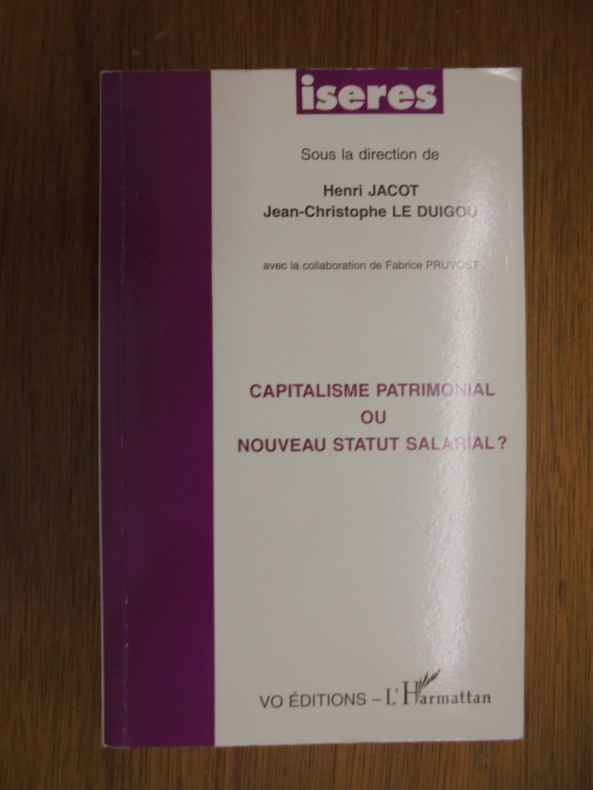 iseres
Sous la direction de
Henri JACOT
Jean-Christophe LE DUIGOU
avec la collaboration de Fabrice PRUVOST
CAPITALISME PATRIMONIAL
OU
NOUVEAU STATUT SALARIAL ?
VO ÉDITIONS – L'Harmattan